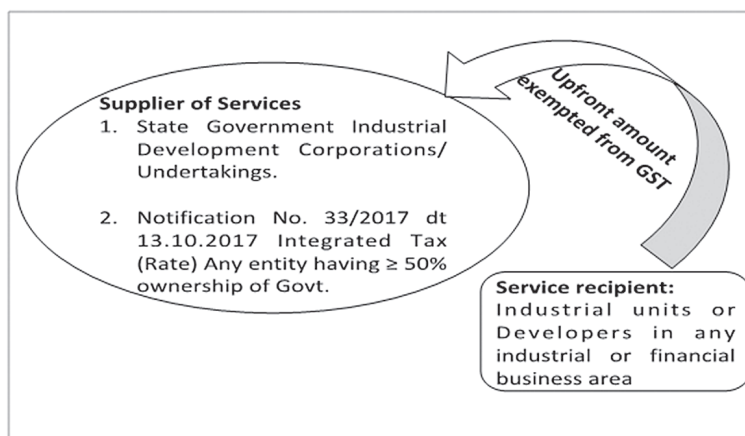 Supplier of Services
1. State Government Industrial
Development Corporations/
Undertakings.
2. Notification No. 33/2017 dt
13.10.2017 Integrated Tax
(Rate) Any entity having ≥ 50%
ownership of Govt.
Upfront amount
exempted from GST
Service recipient:
Industrial units or
Developers in any
industrial or financial
business area